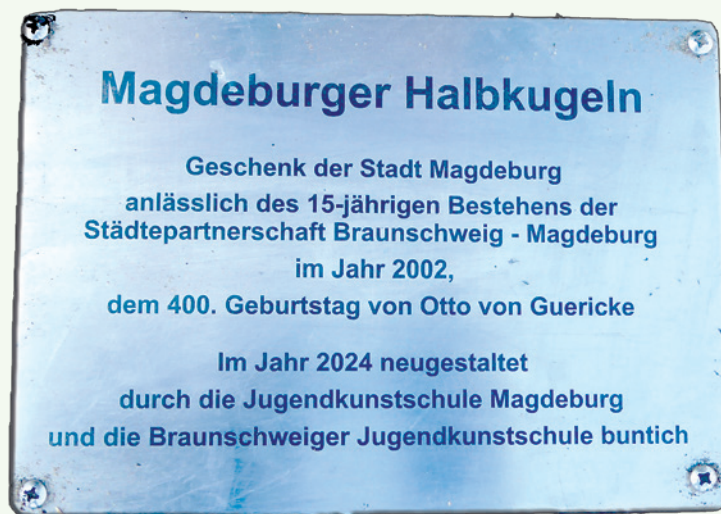 Magdeburger Halbkugeln
Geschenk der Stadt Magdeburg
anlässlich des 15-jährigen Bestehens der
Städtepartnerschaft Braunschweig - Magdeburg
im Jahr 2002,
dem 400. Geburtstag von Otto von Guericke
Im Jahr 2024 neugestaltet
durch die Jugendkunstschule Magdeburg
und die Braunschweiger Jugendkunstschule buntich